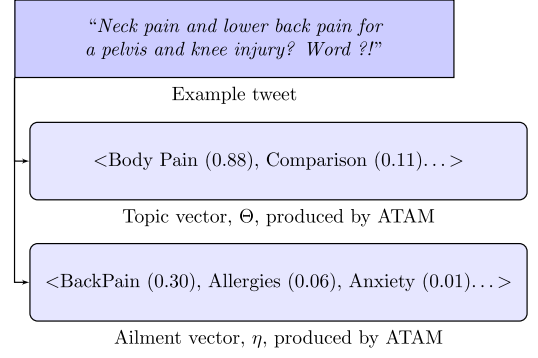 “Neck pain and lower back pain for
a pelvis and knee injury? Word ?!”
Example tweet
<Body Pain (0.88), Comparison (0.11)...>
Topic vector, Θ, produced by ATAM
<BackPain (0.30), Allergies (0.06), Anxiety (0.01)...>
Ailment vector, η, produced by ATAM